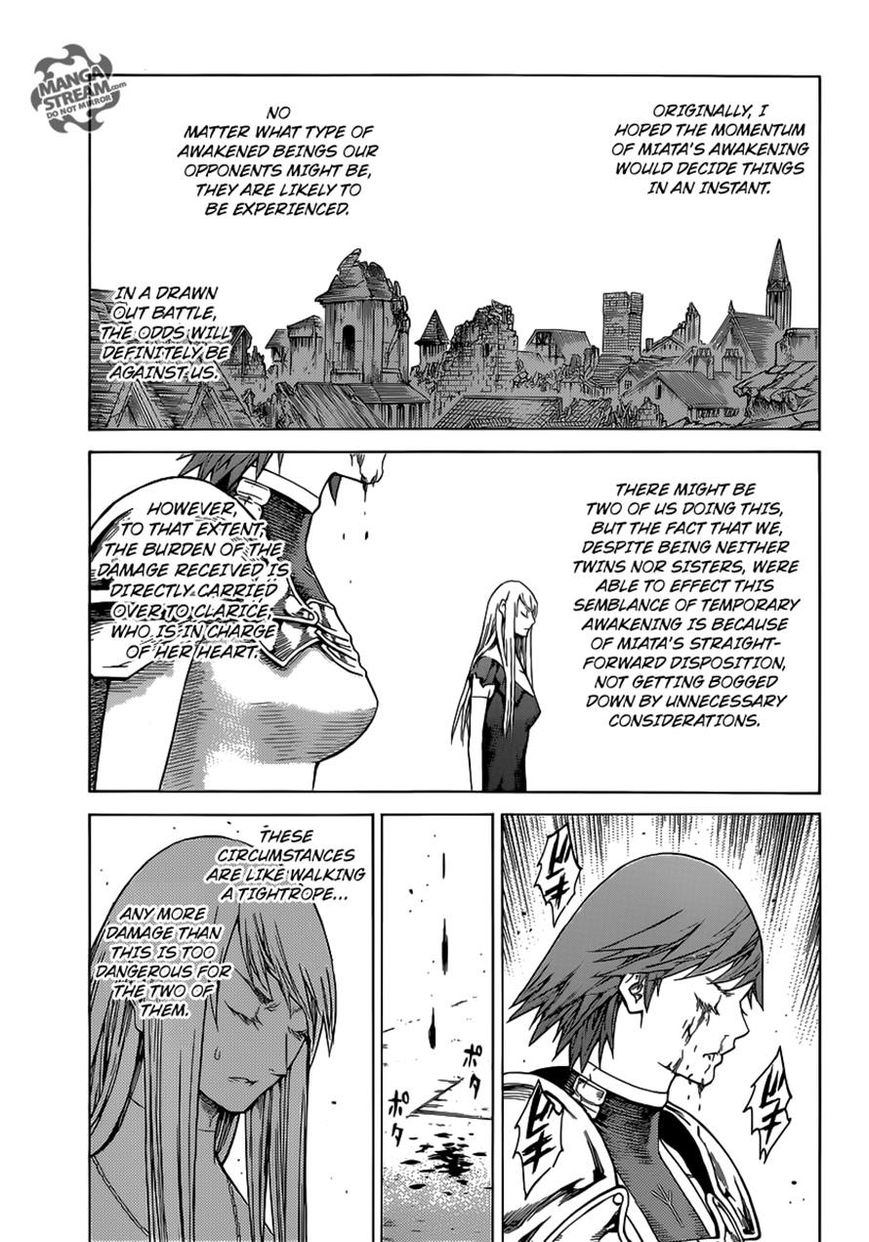 MANGA
STREAM.com
DO NOT MIRROR
ORIGINALLY, I
HOPED THE MOMENTUM
OF MIATA'S AWAKENING
WOULD DECIDE THINGS
IN AN INSTANT.
NO
MATTER WHAT TYPE OF
AWAKENED BEINGS OUR
OPPONENTS MIGHT BE,
THEY ARE LIKELY TO
BE EXPERIENCED.
IN A DRAWN
OUT BATTLE,
THE ODDS WILL
DEFINITELY BE
AGAINST US.
THERE MIGHT BE
TWO OF US DOING THIS,
BUT THE FACT THAT WE,
DESPITE BEING NEITHER
TWINS NOR SISTERS, WERE
ABLE TO EFFECT THIS
SEMBLANCE OF TEMPORARY
AWAKENING IS BECAUSE
OF MIATA'S STRAIGHT-
FORWARD DISPOSITION,
NOT GETTING BOGGED
DOWN BY UNNECESSARY
CONSIDERATIONS.
HOWEVER,
TO THAT EXTENT,
THE BURDEN OF THE
DAMAGE RECEIVED IS
DIRECTLY CARRIED
OVER TO CLARICE,
WHO IS IN CHARGE
OF HER HEART.
ビキ
ビキ
ビキ
ポタ
ポタ
THESE
CIRCUMSTANCES
ARE LIKE WALKING
A TIGHTROPE...
ANY MORE
DAMAGE THAN
THIS IS TOO
DANGEROUS FOR
THE TWO OF
THEM.